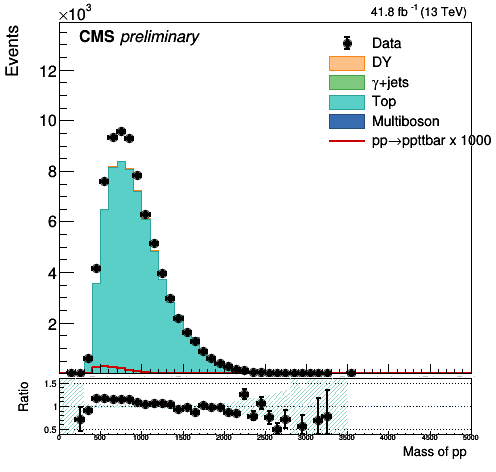 ×10³
41.8 fb⁻¹ (13 TeV)
CMS preliminary
Events
Data
DY
γ+jets
Top
Multiboson
pp→ppttbar x 1000
12
10
8
6
4
2
0
Ratio
1.5
1
0.5
0 500 1000 1500 2000 2500 3000 3500 4000 4500 5000
Mass of pp